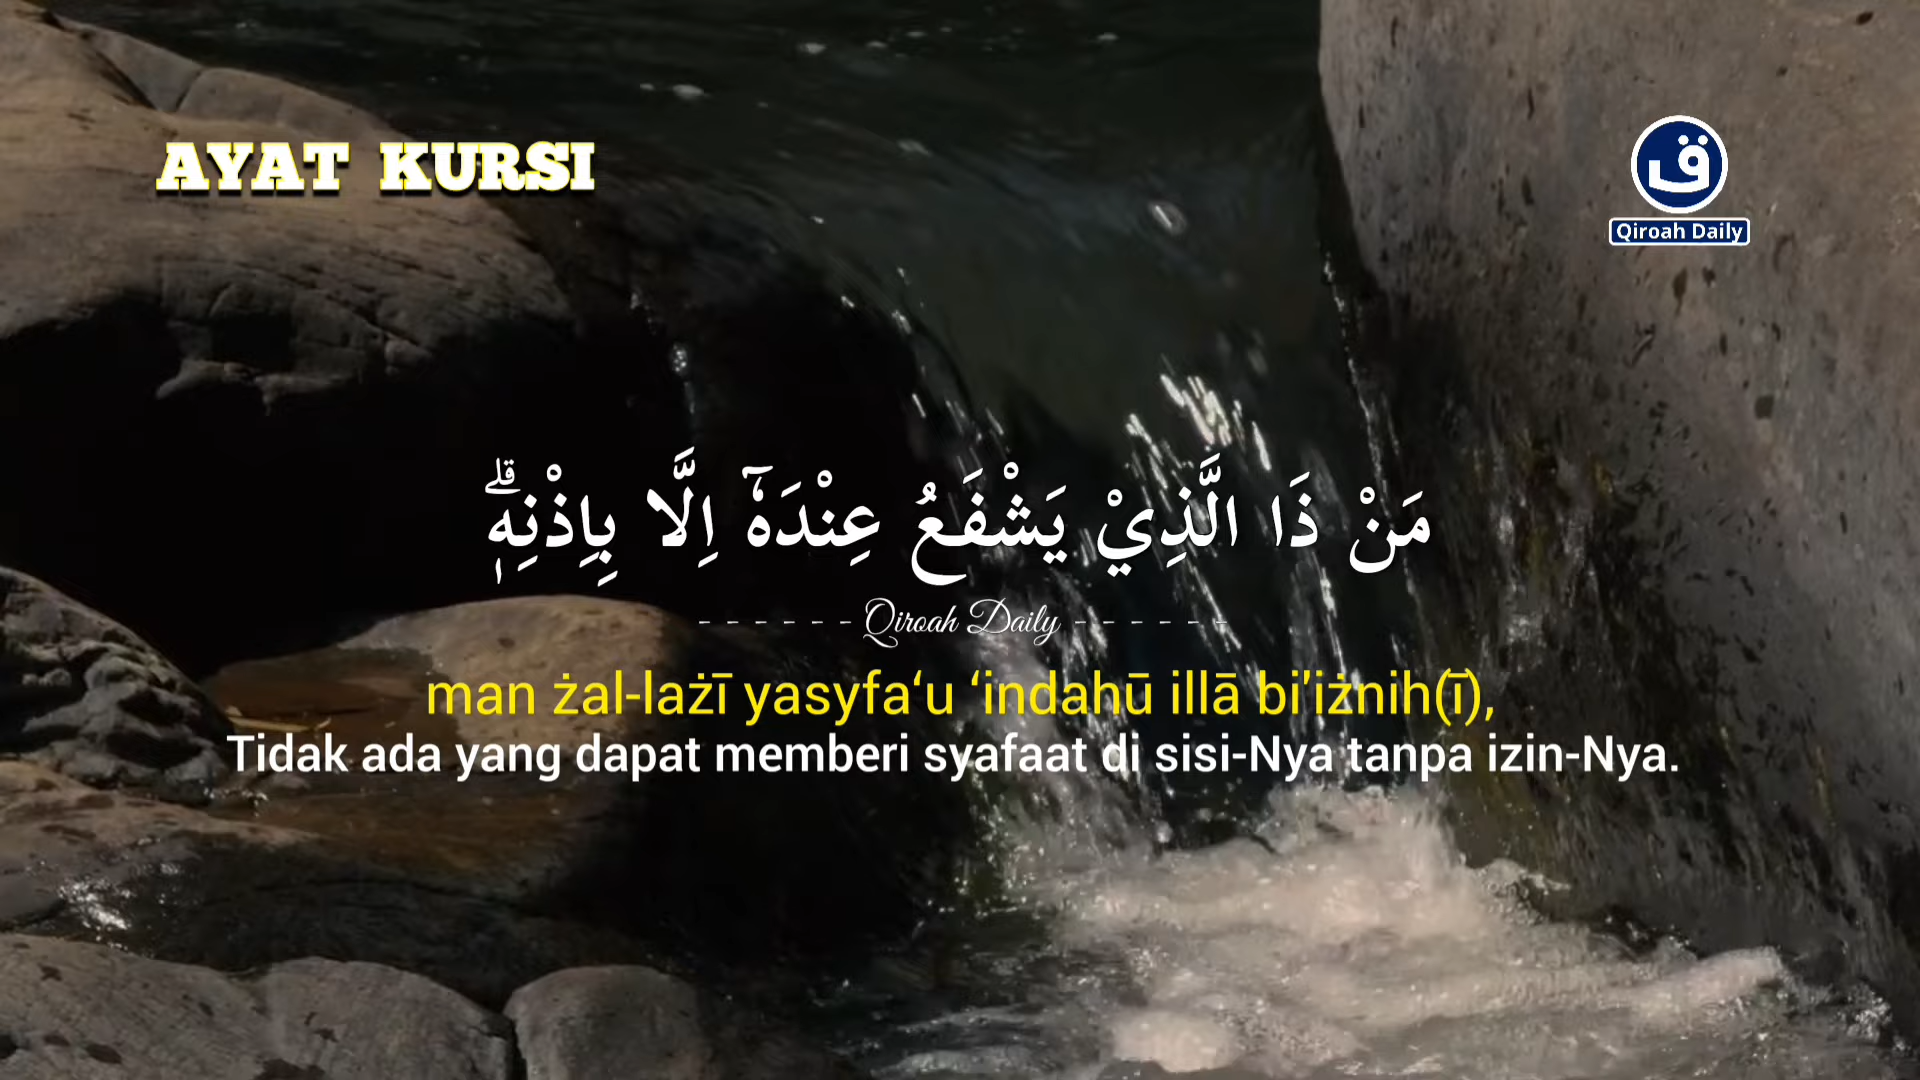 AYAT KURSI
ق
Qiroah Daily
مَنْ ذَا الَّذِيْ يَشْفَعُ عِنْدَهٗٓ اِلَّا بِاِذْنِهٖۗ
- - - - - - Qiroah Daily - - - - - -
man żal-lażī yasyfa‘u ‘indahū illā bi'iżnih(ī),
Tidak ada yang dapat memberi syafaat di sisi-Nya tanpa izin-Nya.